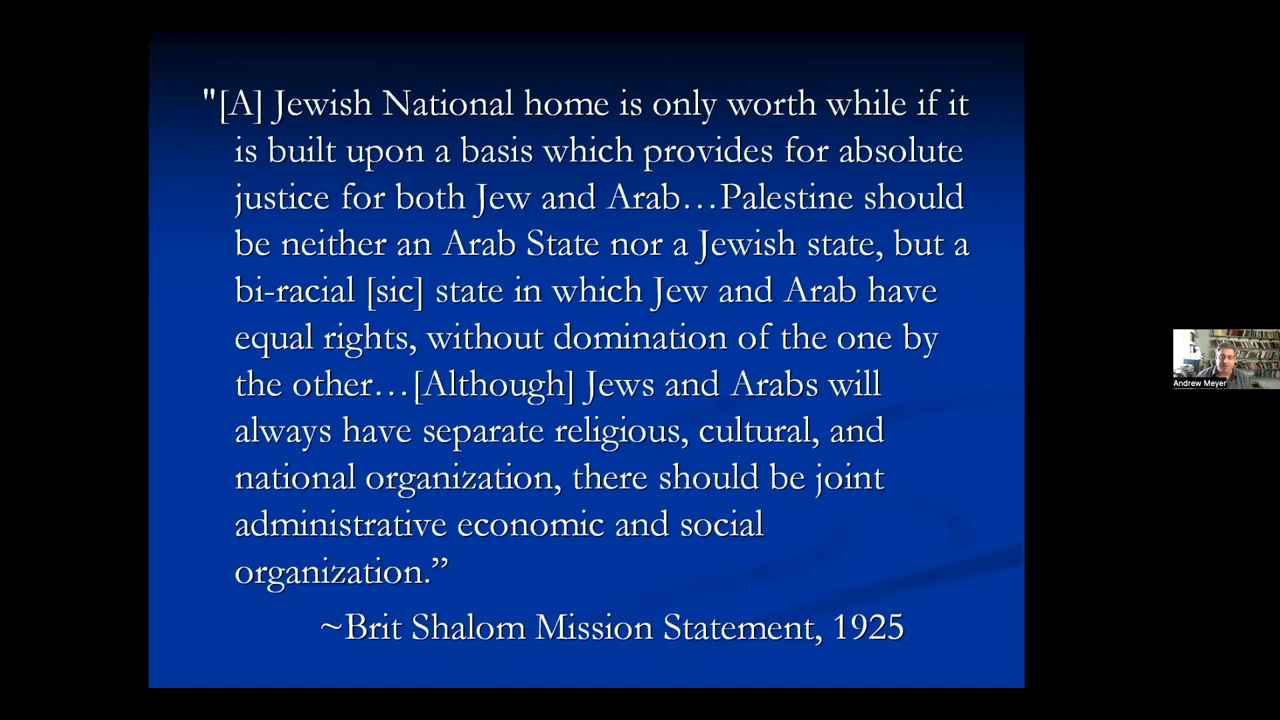 "[A] Jewish National home is only worth while if it
is built upon a basis which provides for absolute
justice for both Jew and Arab…Palestine should
be neither an Arab State nor a Jewish state, but a
bi-racial [sic] state in which Jew and Arab have
equal rights, without domination of the one by
the other…[Although] Jews and Arabs will
always have separate religious, cultural, and
national organization, there should be joint
administrative economic and social
organization.”
~Brit Shalom Mission Statement, 1925
Andrew Meyer